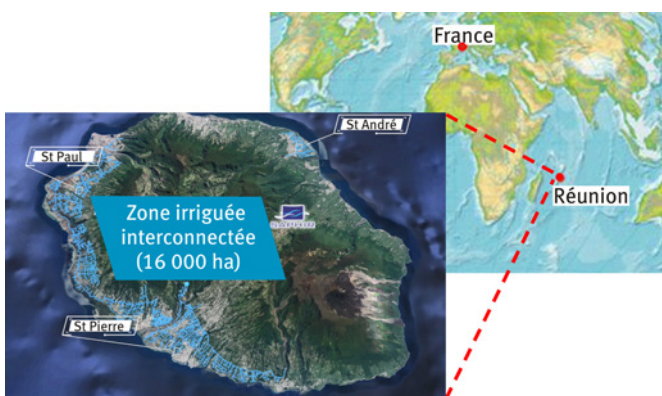 France
St André
St Paul
Réunion
Zone irriguée
interconnectée
(16 000 ha)
St Pierre